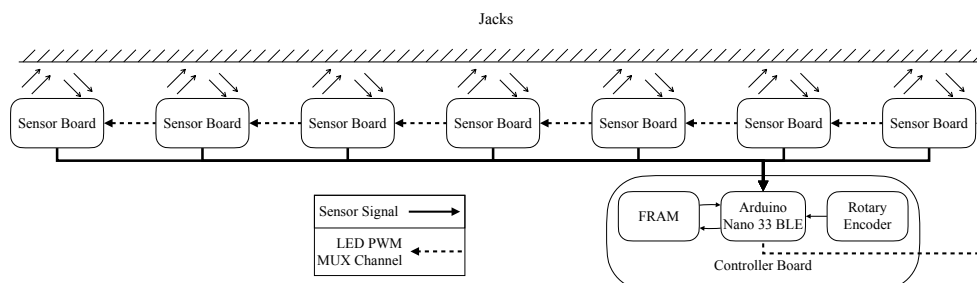 Jacks
Sensor Board
Sensor Board
Sensor Board
Sensor Board
Sensor Board
Sensor Board
Sensor Board
Sensor Signal
LED PWM
MUX Channel
FRAM
Arduino
Nano 33 BLE
Rotary
Encoder
Controller Board